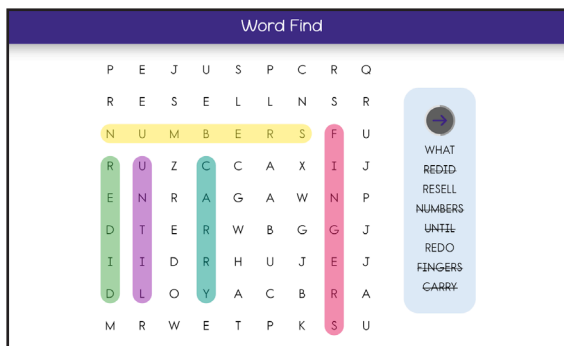 Word Find
P E J U S P C R Q
R E S E L L N S R
N U M B E R S F U
R U Z C C A X I J
E N R A G A W N P
D T E R W B G G J
I I D R H U J E J
D L O Y A C B R A
M R W E T P K S U
WHAT
REDID
RESELL
NUMBERS
UNTIL
REDO
FINGERS
CARRY